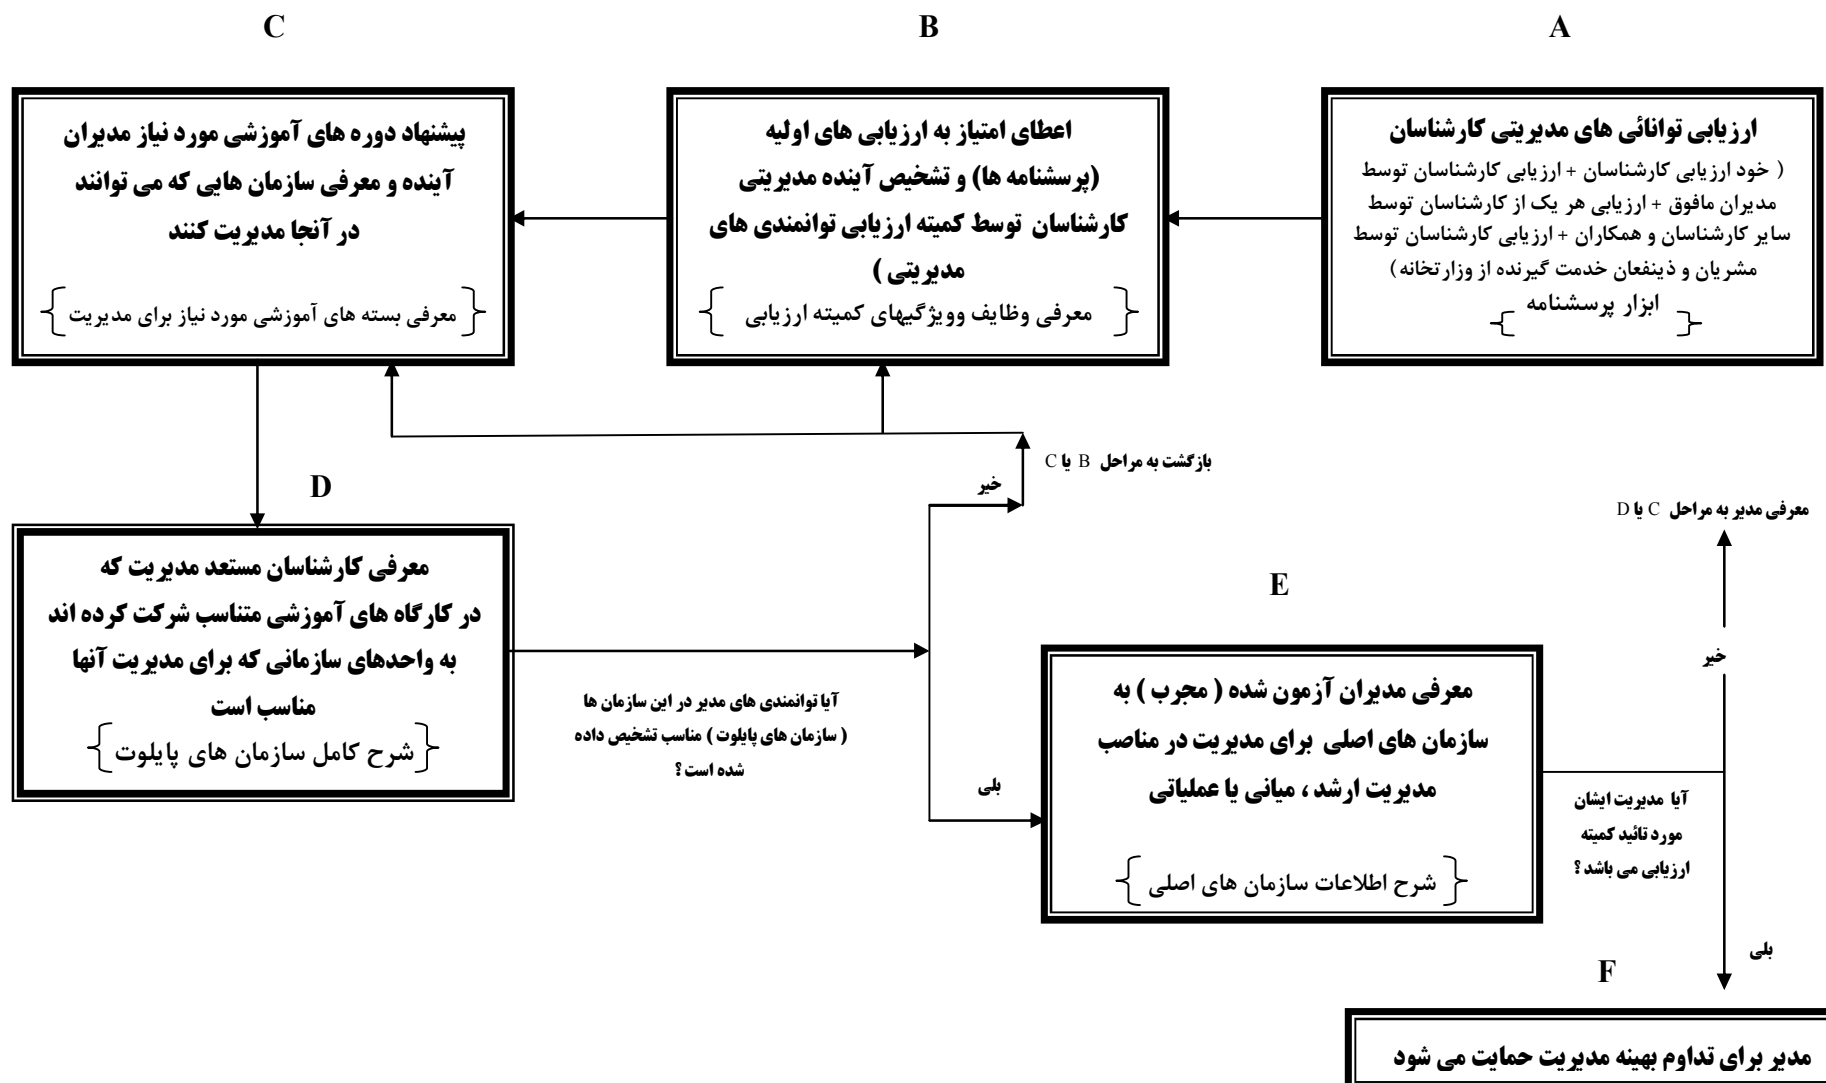 A
ارزیابی توانائی های مدیریتی کارشناسان
( خود ارزیابی کارشناسان + ارزیابی کارشناسان توسط
مدیران مافوق + ارزیابی هر یک از کارشناسان توسط
سایر کارشناسان و همکاران + ارزیابی کارشناسان توسط
مشریان و ذینفعان خدمت گیرنده از وزارتخانه)
{ ابزار پرسشنامه }
B
اعطای امتیاز به ارزیابی های اولیه
(پرسشنامه ها) و تشخیص آینده مدیریتی
کارشناسان توسط کمیته ارزیابی توانمندی های
مدیریتی )
{ معرفی وظایف وویژگیهای کمیته ارزیابی }
C
پیشنهاد دوره های آموزشی مورد نیاز مدیران
آینده و معرفی سازمان هایی که می توانند
در آنجا مدیریت کنند
{ معرفی بسته های آموزشی مورد نیاز برای مدیریت }
بازگشت به مراحل B یا C
خیر
D
معرفی کارشناسان مستعد مدیریت که
در کارگاه های آموزشی متناسب شرکت کرده اند
به واحدهای سازمانی که برای مدیریت آنها
مناسب است
{ شرح کامل سازمان های پایلوت }
آیا توانمندی های مدیر در این سازمان ها
( سازمان های پایلوت ) مناسب تشخیص داده
شده است ؟
بلی
معرفی مدیر به مراحل C یا D
خیر
E
معرفی مدیران آزمون شده ( مجرب ) به
سازمان های اصلی برای مدیریت در مناصب
مدیریت ارشد ، میانی یا عملیاتی
{ شرح اطلاعات سازمان های اصلی }
آیا مدیریت ایشان
مورد تائید کمیته
ارزیابی می باشد ؟
بلی
F
مدیر برای تداوم بهینه مدیریت حمایت می شود